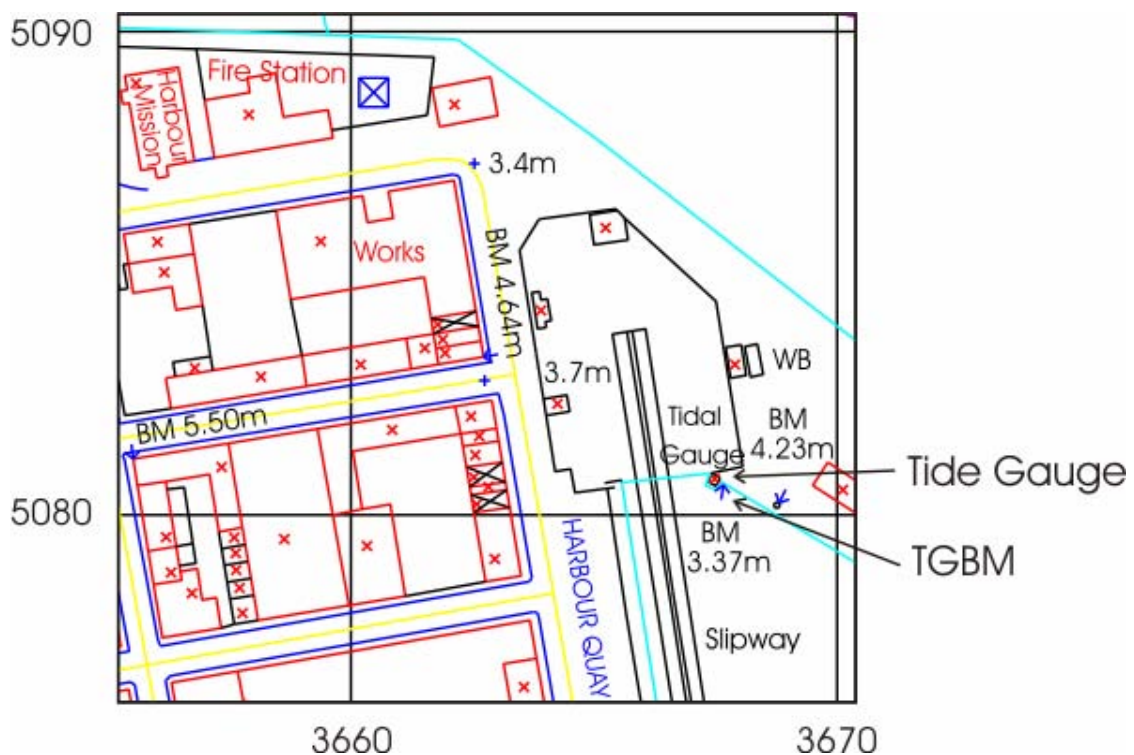 5090
Fire Station
Harbour
Mission
3.4m
Works
BM 4.64m
3.7m
WB
BM 5.50m
Tidal
Gauge
BM
4.23m
Tide Gauge
5080
BM
3.37m
TGBM
HARBOUR QUAY
Slipway
3660
3670